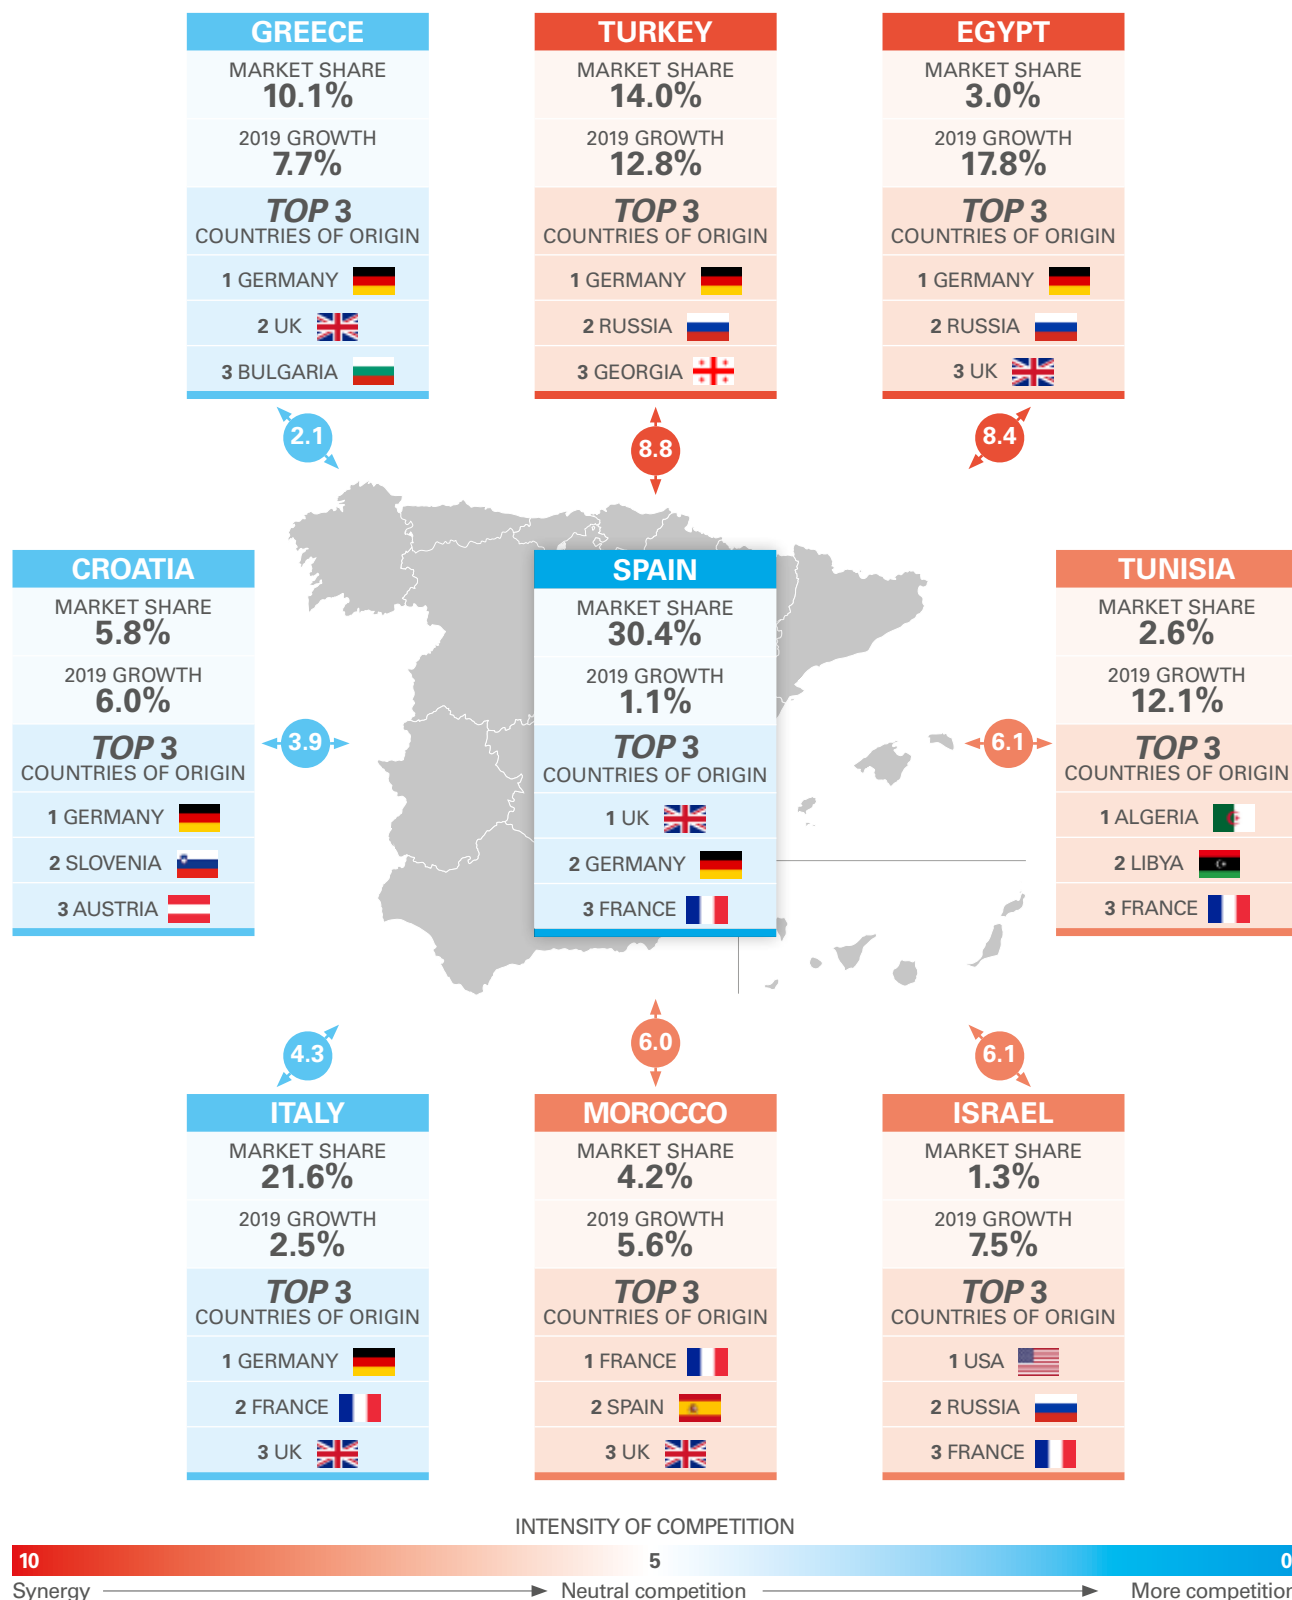 GREECE
MARKET SHARE
10.1%
2019 GROWTH
7.7%
TOP 3
COUNTRIES OF ORIGIN
1 GERMANY
2 UK
3 BULGARIA
2.1
TURKEY
MARKET SHARE
14.0%
2019 GROWTH
12.8%
TOP 3
COUNTRIES OF ORIGIN
1 GERMANY
2 RUSSIA
3 GEORGIA
8.8
EGYPT
MARKET SHARE
3.0%
2019 GROWTH
17.8%
TOP 3
COUNTRIES OF ORIGIN
1 GERMANY
2 RUSSIA
3 UK
8.4
CROATIA
MARKET SHARE
5.8%
2019 GROWTH
6.0%
TOP 3
COUNTRIES OF ORIGIN
1 GERMANY
2 SLOVENIA
3 AUSTRIA
3.9
SPAIN
MARKET SHARE
30.4%
2019 GROWTH
1.1%
TOP 3
COUNTRIES OF ORIGIN
1 UK
2 GERMANY
3 FRANCE
6.1
TUNISIA
MARKET SHARE
2.6%
2019 GROWTH
12.1%
TOP 3
COUNTRIES OF ORIGIN
1 ALGERIA
2 LIBYA
3 FRANCE
4.3
ITALY
MARKET SHARE
21.6%
2019 GROWTH
2.5%
TOP 3
COUNTRIES OF ORIGIN
1 GERMANY
2 FRANCE
3 UK
6.0
MOROCCO
MARKET SHARE
4.2%
2019 GROWTH
5.6%
TOP 3
COUNTRIES OF ORIGIN
1 FRANCE
2 SPAIN
3 UK
6.1
ISRAEL
MARKET SHARE
1.3%
2019 GROWTH
7.5%
TOP 3
COUNTRIES OF ORIGIN
1 USA
2 RUSSIA
3 FRANCE
INTENSITY OF COMPETITION
10 5 0
Synergy Neutral competition More competition